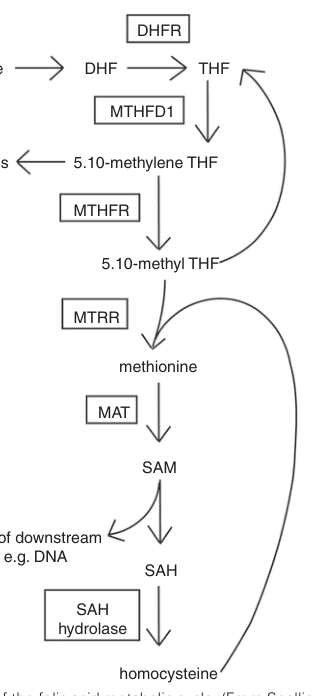 DHFR
e DHF THF
MTHFD1
s 5.10-methylene THF
MTHFR
5.10-methyl THF
MTRR
methionine
MAT
SAM
of downstream
e.g. DNA
SAH
SAH
hydrolase
homocysteine